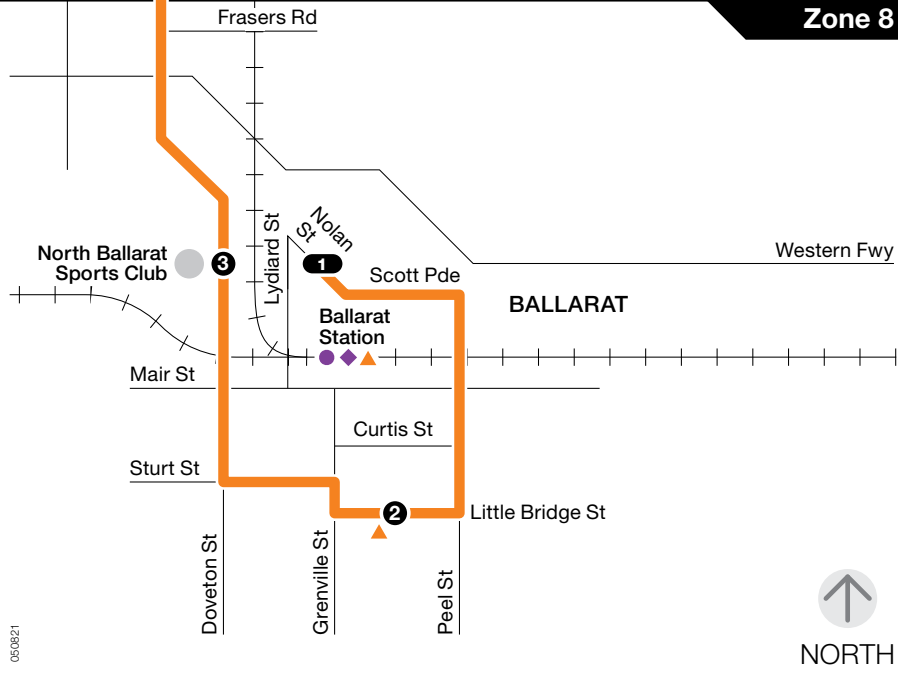 Zone 8
Frasers Rd
Nolan
St
Lydiard St
North Ballarat
Sports Club
3
1
Western Fwy
Scott Pde
BALLARAT
Ballarat
Station
Mair St
Curtis St
Sturt St
2
Little Bridge St
Doveton St
Grenville St
Peel St
050821
NORTH